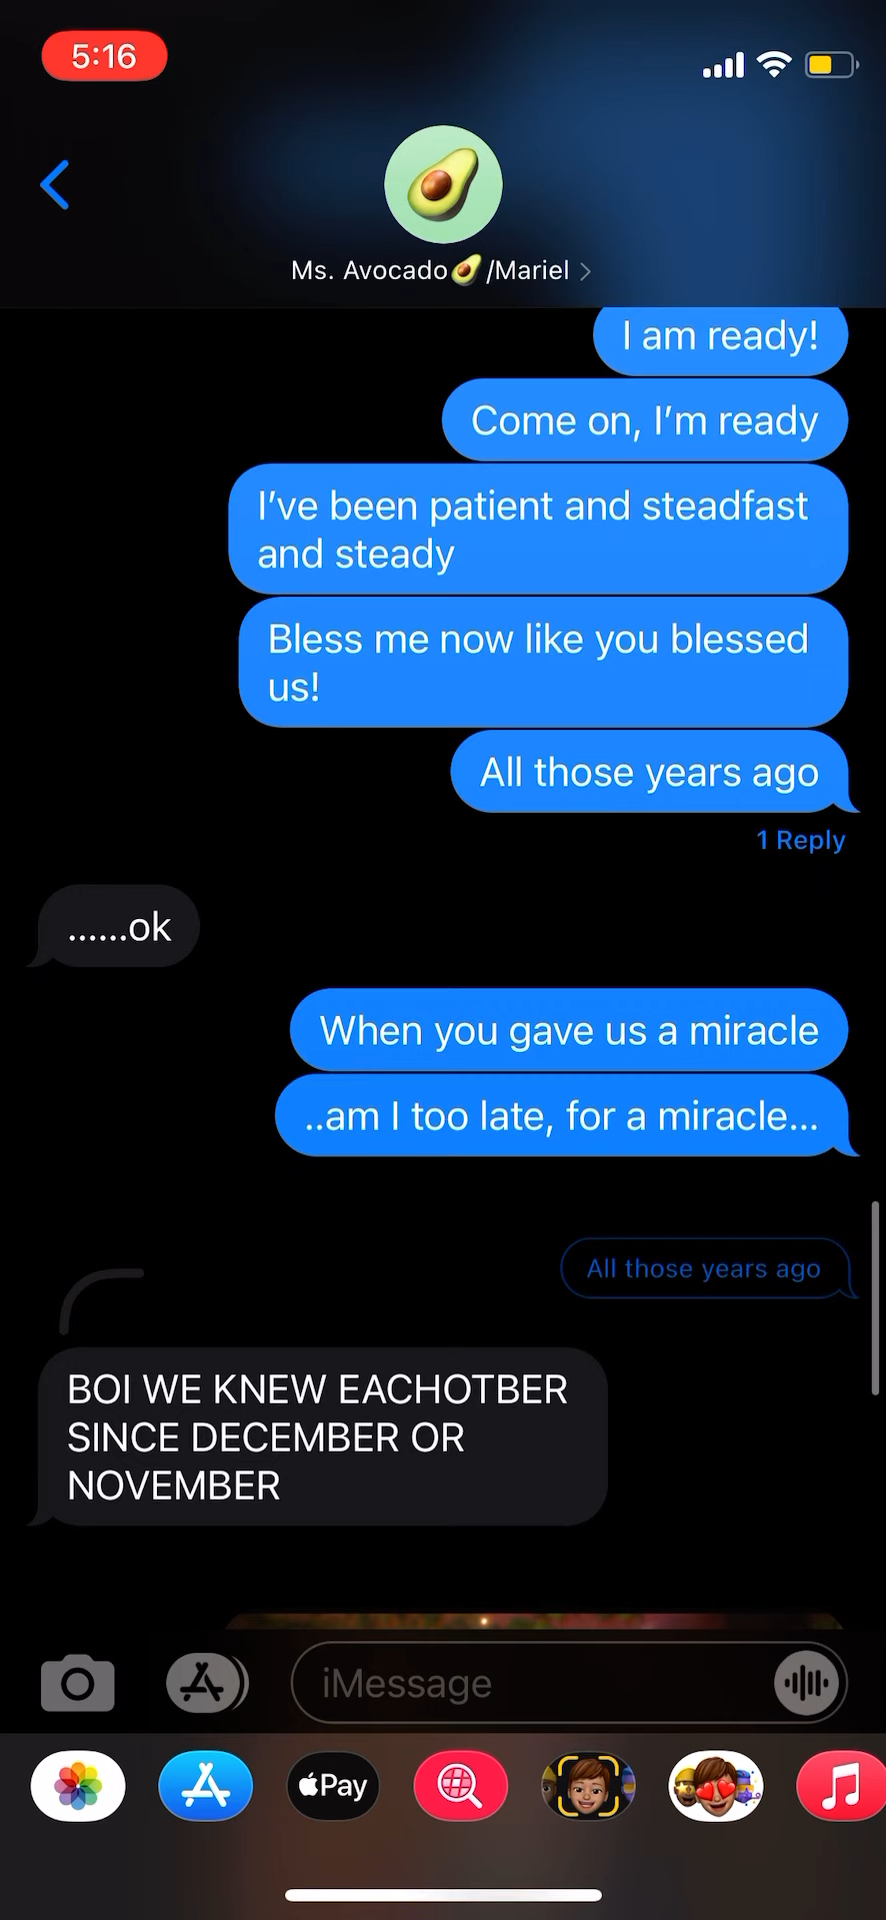 5:16
Ms. Avocado🥑/Mariel
I am ready!
Come on, I’m ready
I’ve been patient and steadfast
and steady
Bless me now like you blessed
us!
All those years ago
1 Reply
......ok
When you gave us a miracle
..am I too late, for a miracle...
All those years ago
BOI WE KNEW EACHOTBER
SINCE DECEMBER OR
NOVEMBER
iMessage
Pay